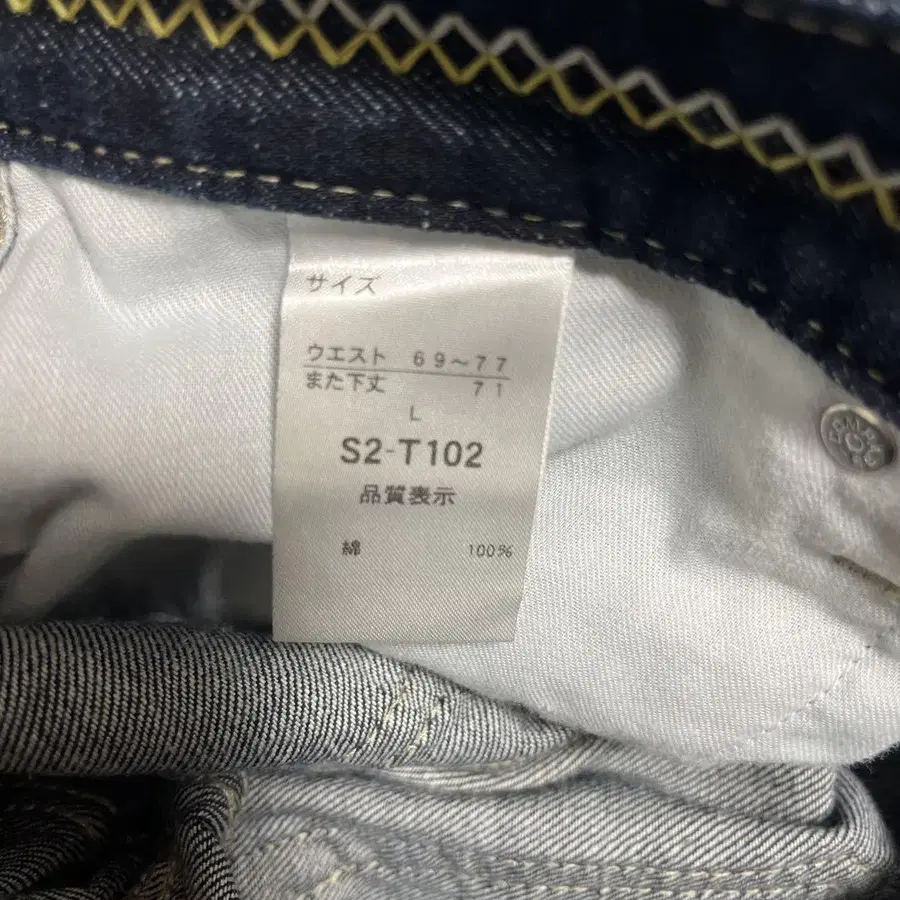 サイズ
ウエスト 69～77
また下丈 71
L
S2-T102
品質表示
綿 100%